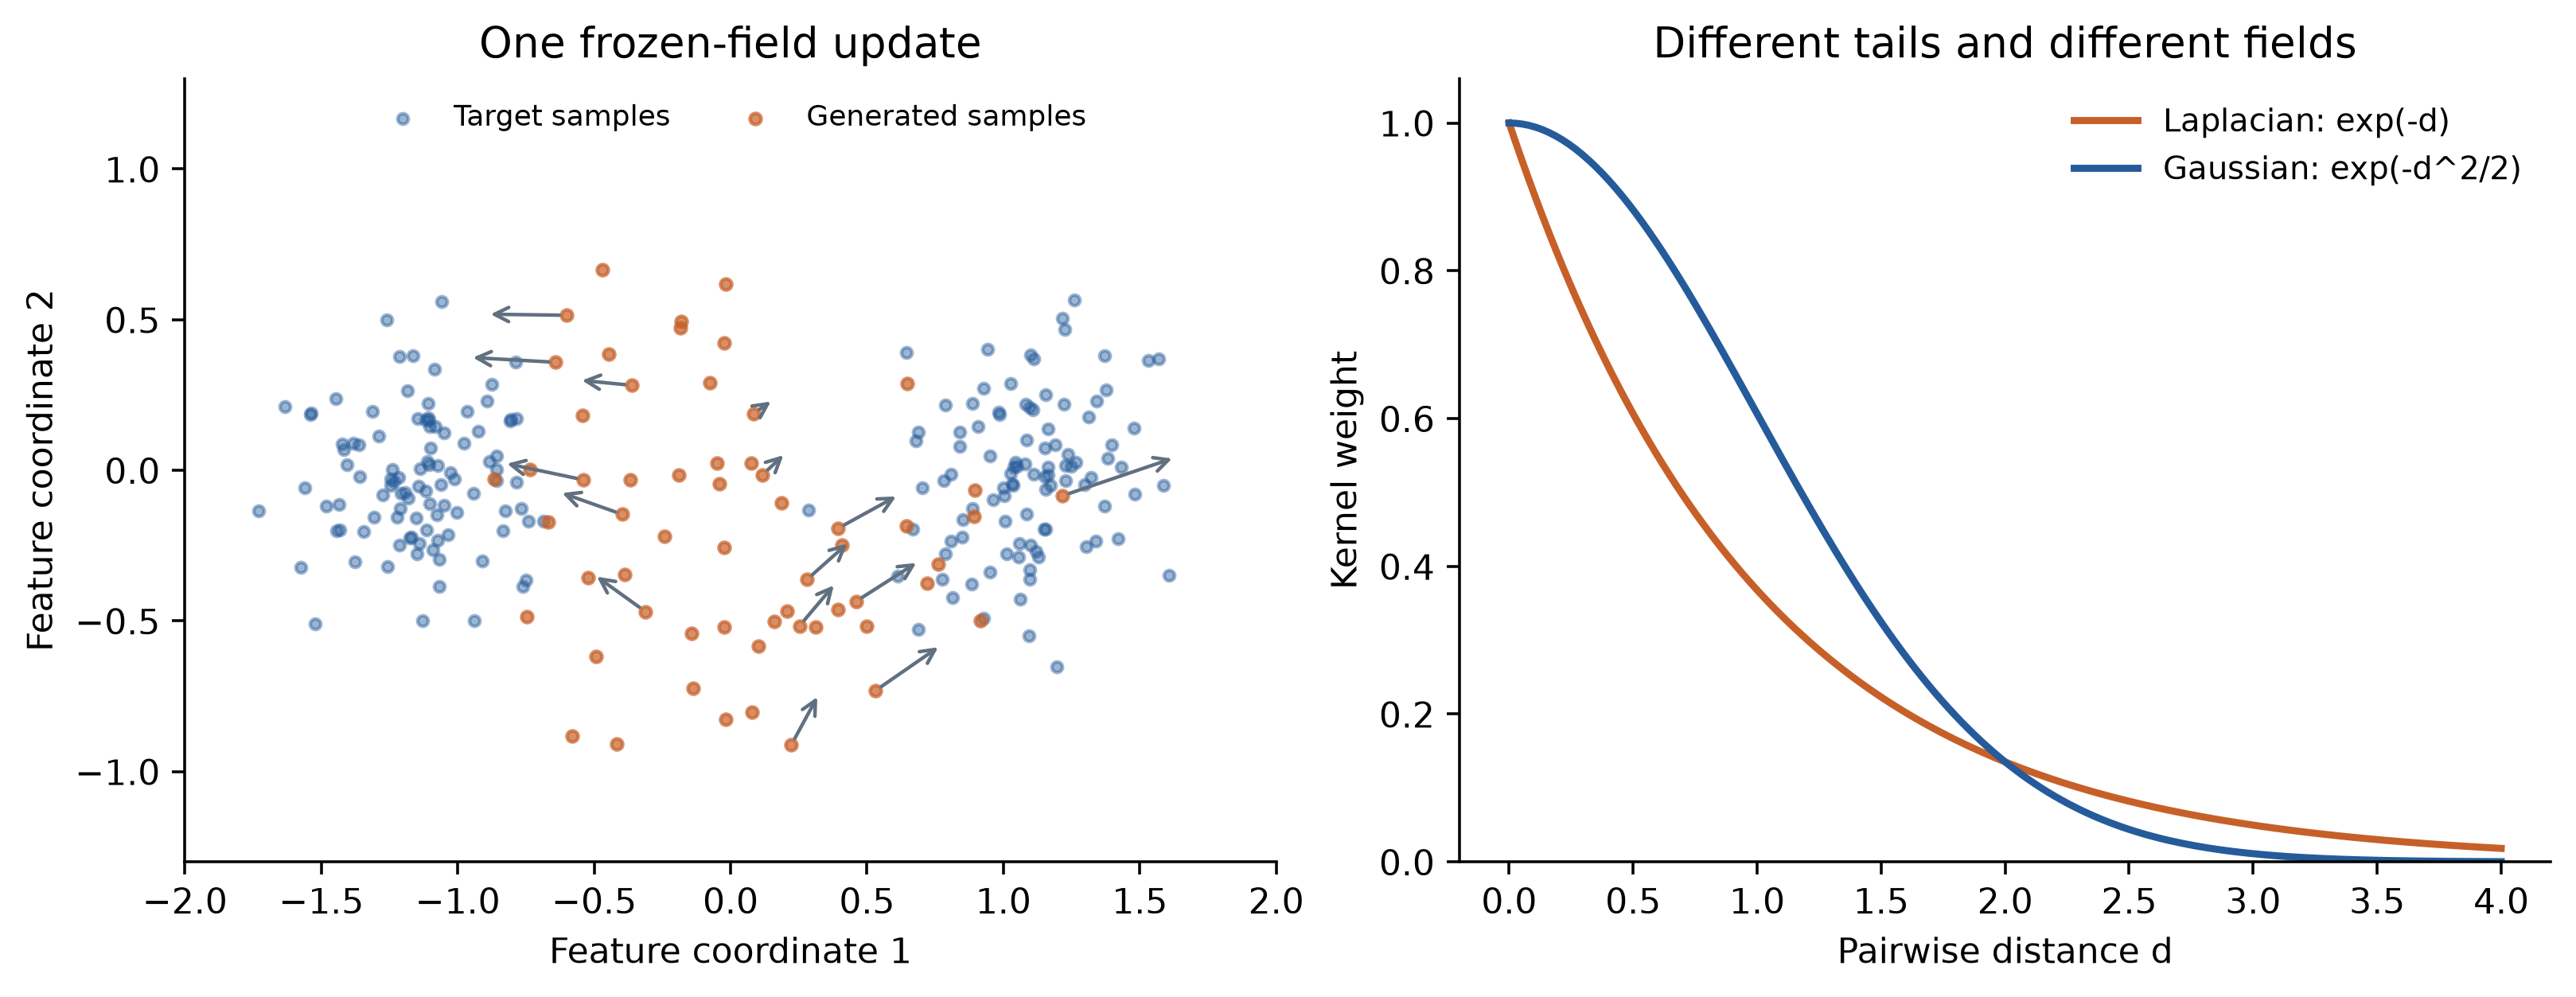 One frozen-field update
Target samples
Generated samples
Feature coordinate 2
1.0
0.5
0.0
−0.5
−1.0
−2.0 −1.5 −1.0 −0.5 0.0 0.5 1.0 1.5 2.0
Feature coordinate 1
Different tails and different fields
Laplacian: exp(-d)
Gaussian: exp(-d^2/2)
Kernel weight
1.0
0.8
0.6
0.4
0.2
0.0
0.0 0.5 1.0 1.5 2.0 2.5 3.0 3.5 4.0
Pairwise distance d